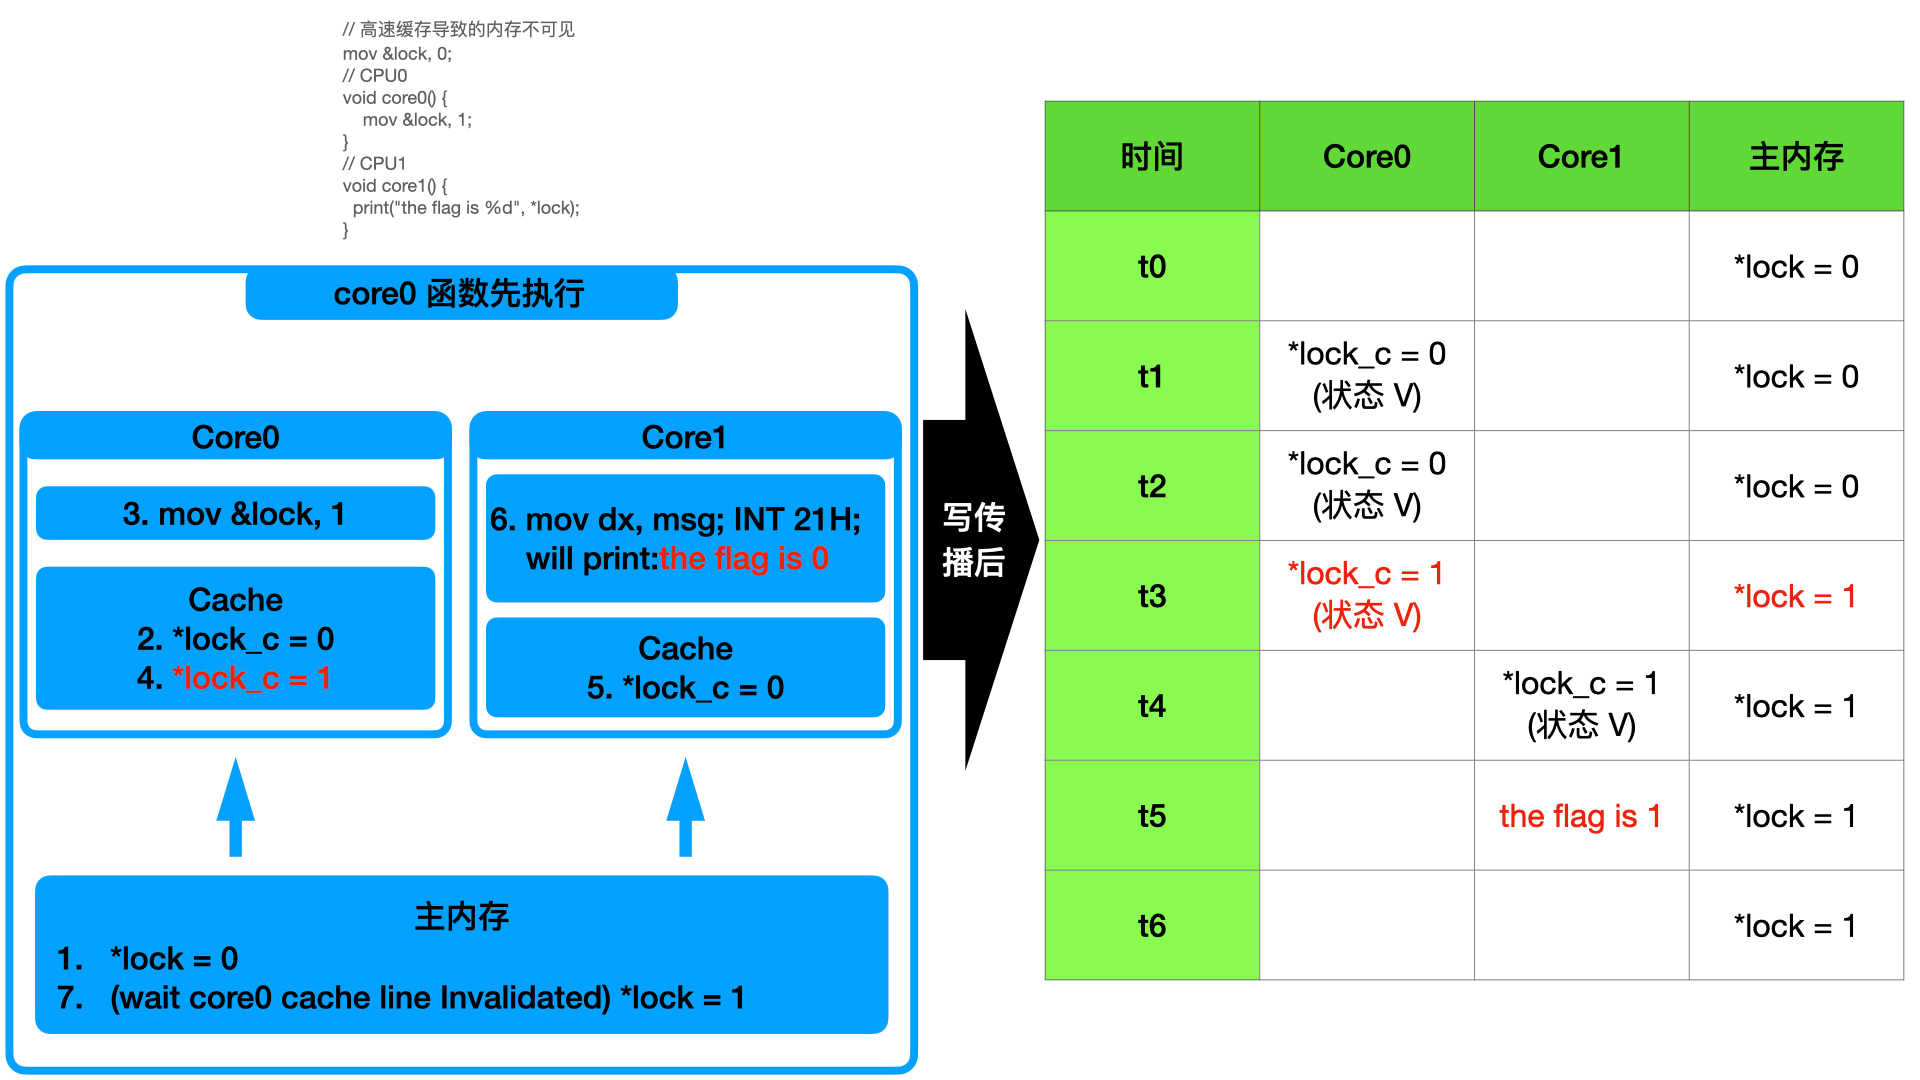 // 高速缓存导致的内存不可见
mov &lock, 0;
// CPU0
void core0() {
mov &lock, 1;
}
// CPU1
void core1() {
print("the flag is %d", *lock);
}
core0 函数先执行
Core0
3. mov &lock, 1
Cache
2. *lock_c = 0
4. *lock_c = 1
Core1
6. mov dx, msg; INT 21H;
will print:the flag is 0
Cache
5. *lock_c = 0
主内存
1. *lock = 0
7. (wait core0 cache line Invalidated) *lock = 1
写传
播后
时间 Core0 Core1 主内存
t0 *lock = 0
t1 *lock_c = 0 (状态 V) *lock = 0
t2 *lock_c = 0 (状态 V) *lock = 0
t3 *lock_c = 1 (状态 V) *lock = 1
t4 *lock_c = 1 (状态 V) *lock = 1
t5 the flag is 1 *lock = 1
t6 *lock = 1